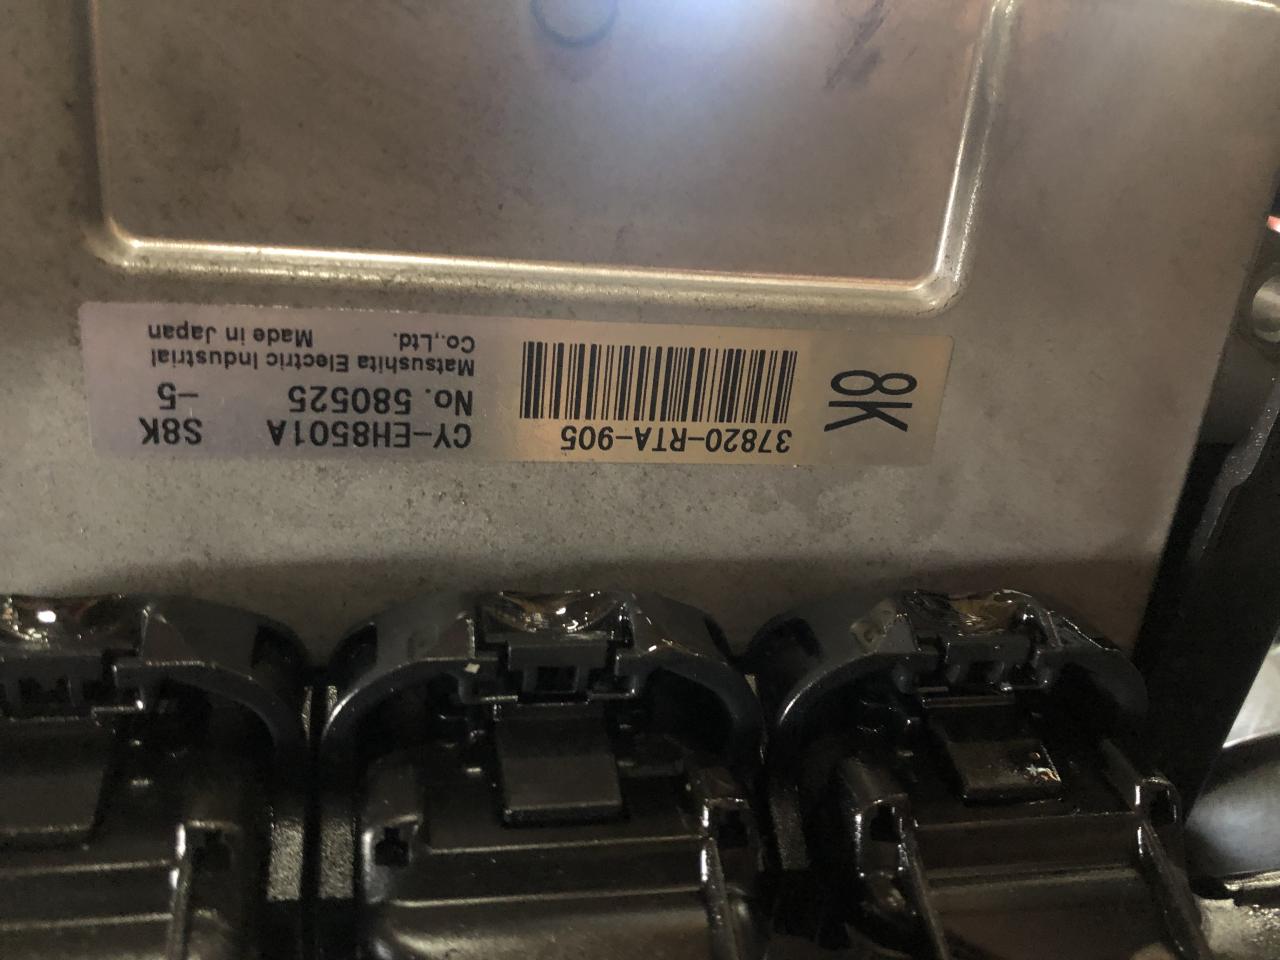 8K
37820-RTA-905
CY-EH8501A S8K
No. 580525 -5
Matsushita Electric Industrial
Co.,Ltd. Made in Japan